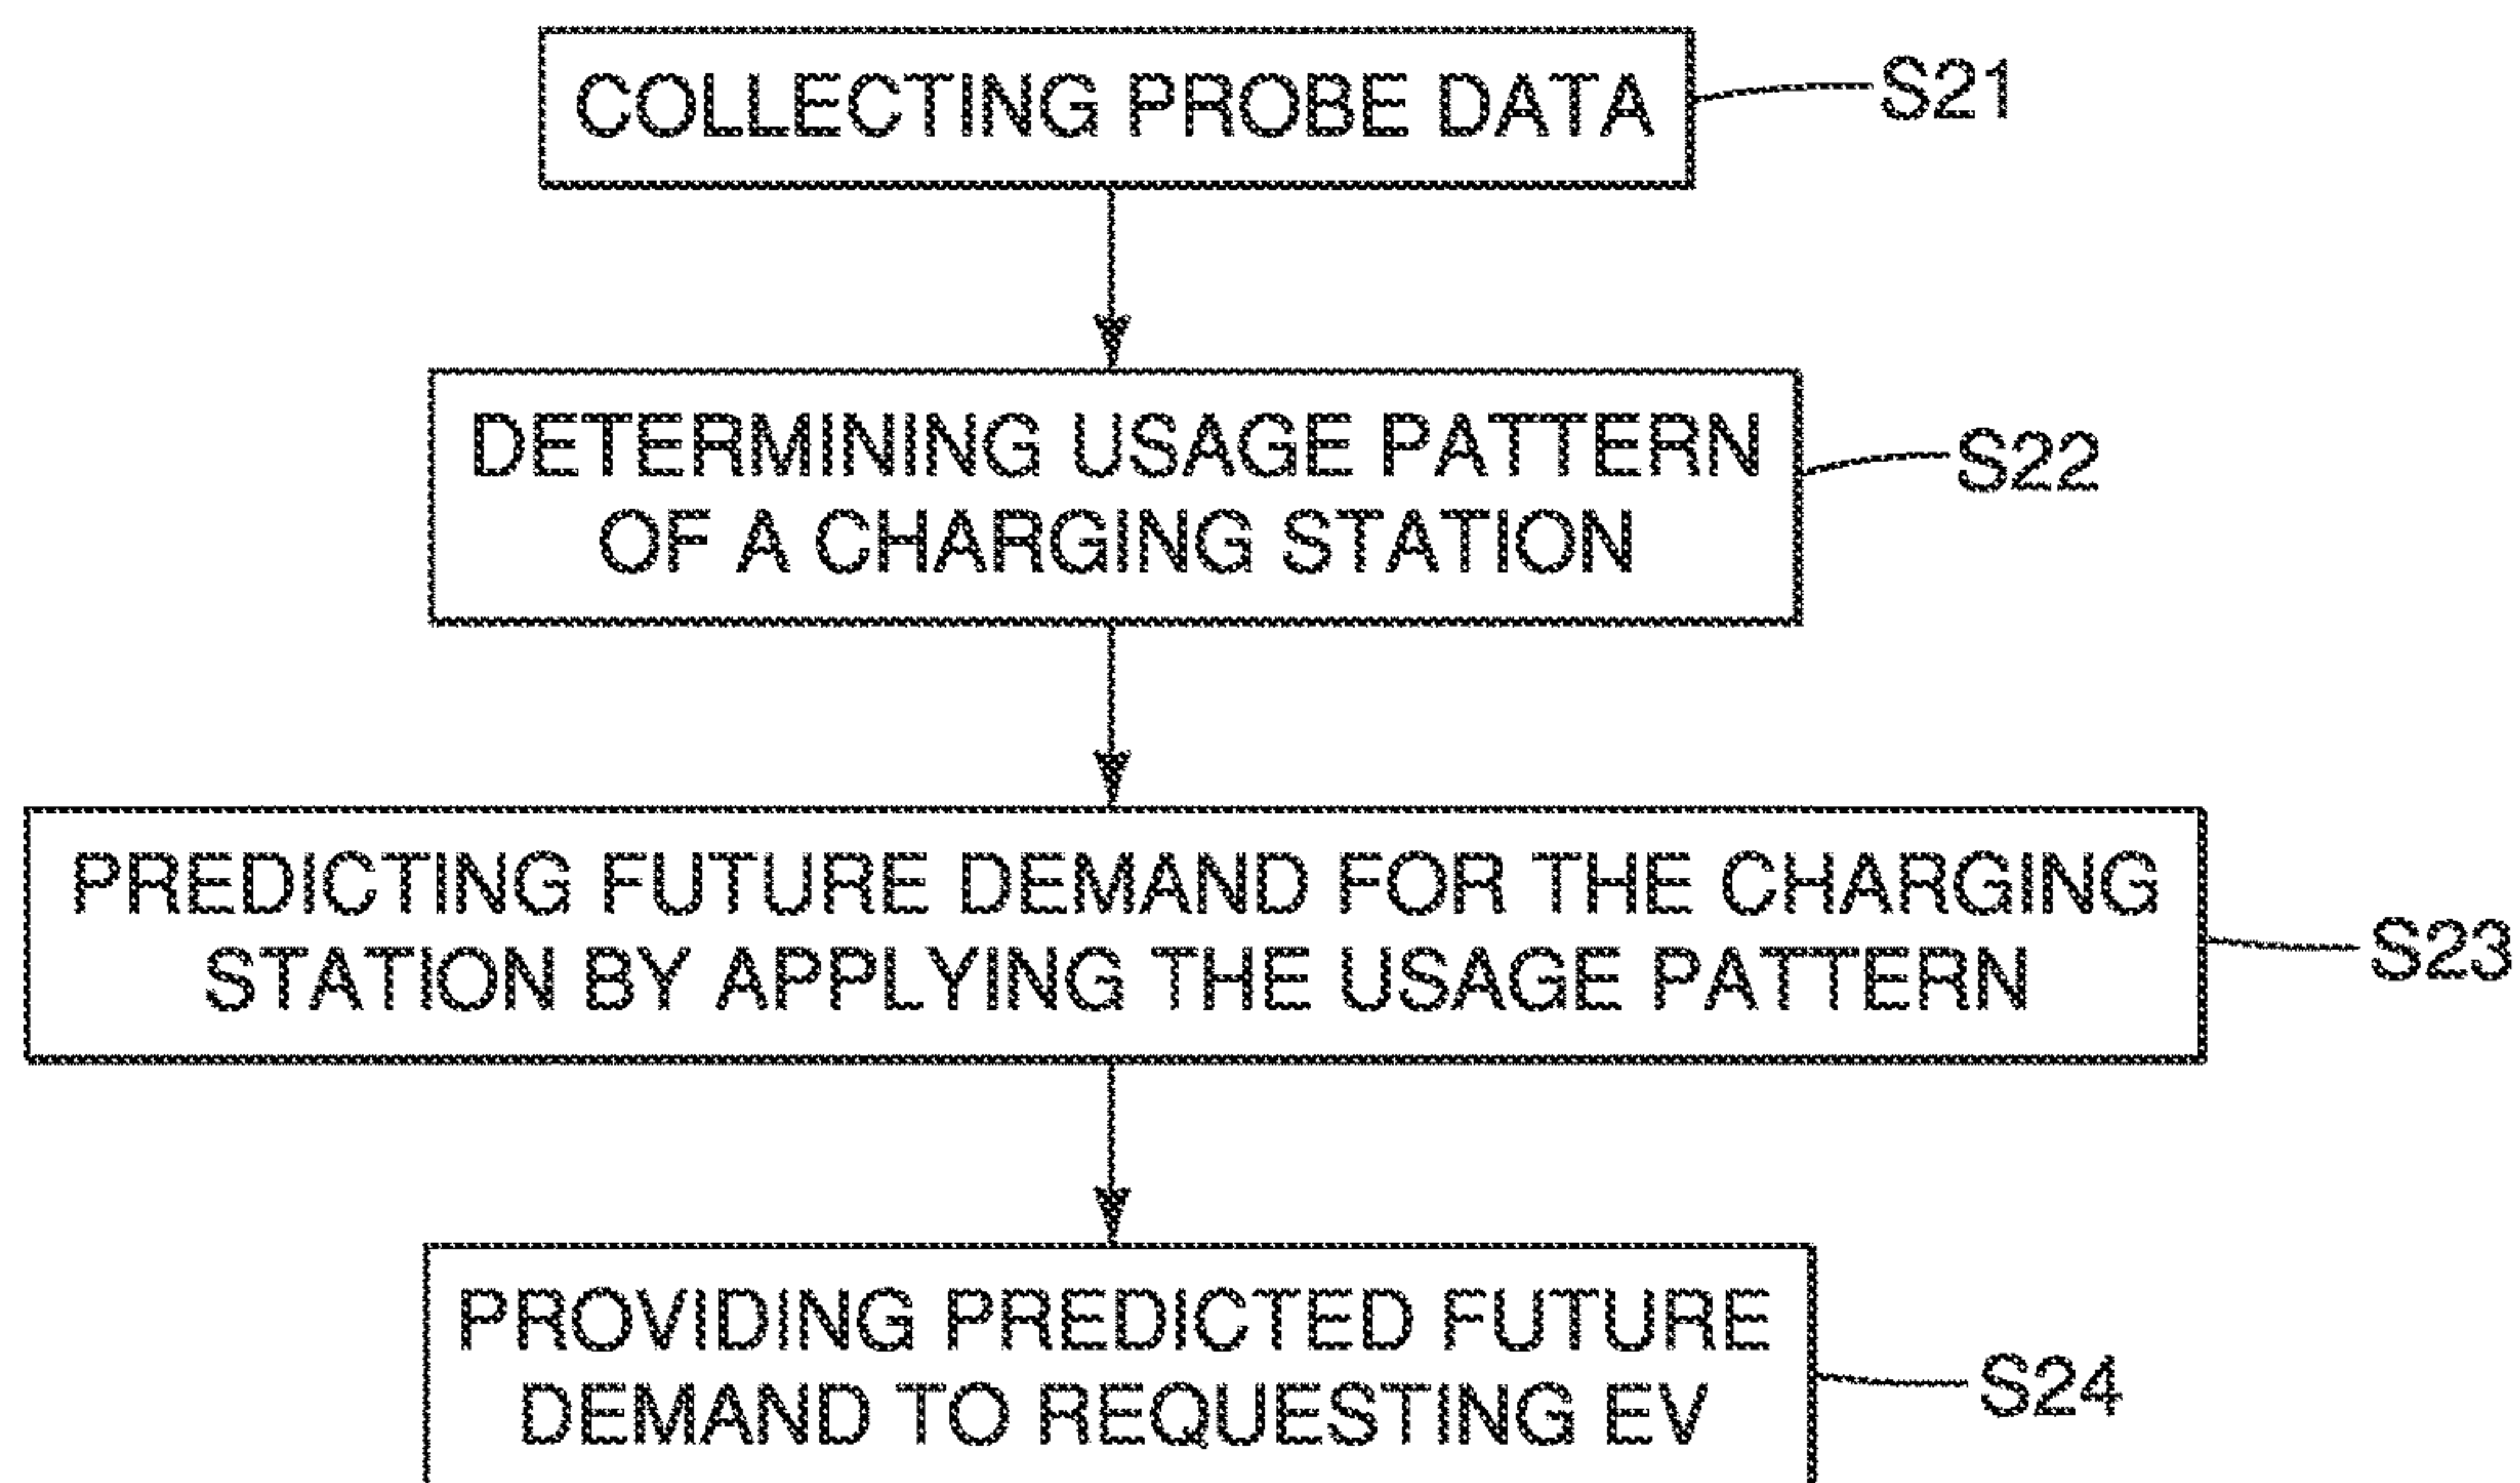 COLLECTING PROBE DATA
S21
DETERMINING USAGE PATTERN
OF A CHARGING STATION
S22
PREDICTING FUTURE DEMAND FOR THE CHARGING
STATION BY APPLYING THE USAGE PATTERN
S23
PROVIDING PREDICTED FUTURE
DEMAND TO REQUESTING EV
S24